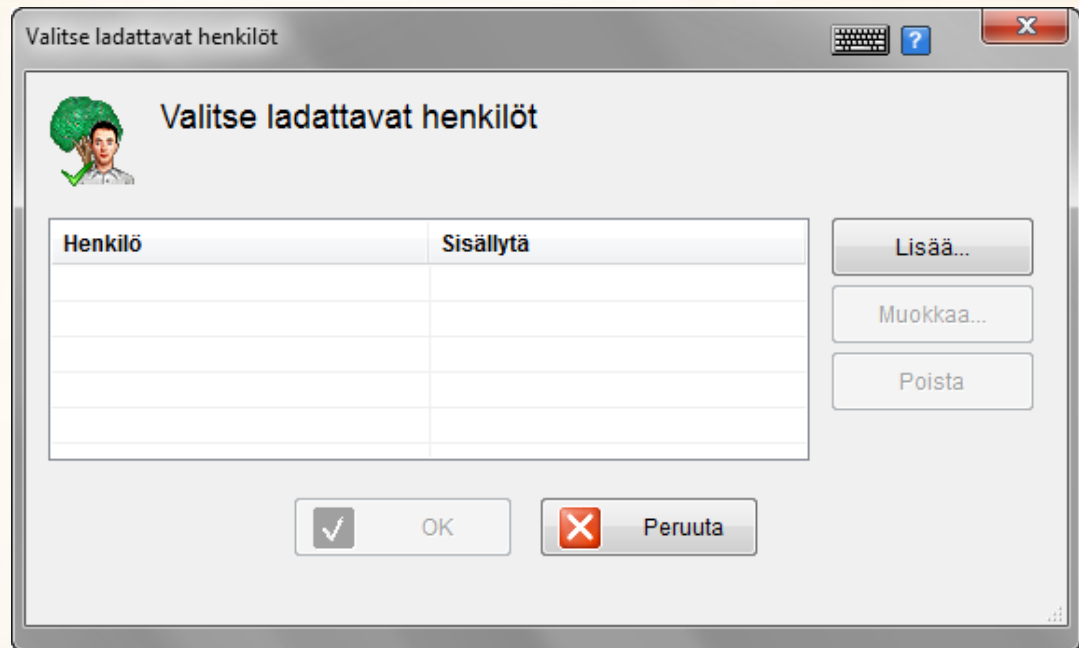 Valitse ladattavat henkilöt
?
X
Valitse ladattavat henkilöt
Henkilö
Sisällytä
Lisää...
Muokkaa...
Poista
OK
Peruuta